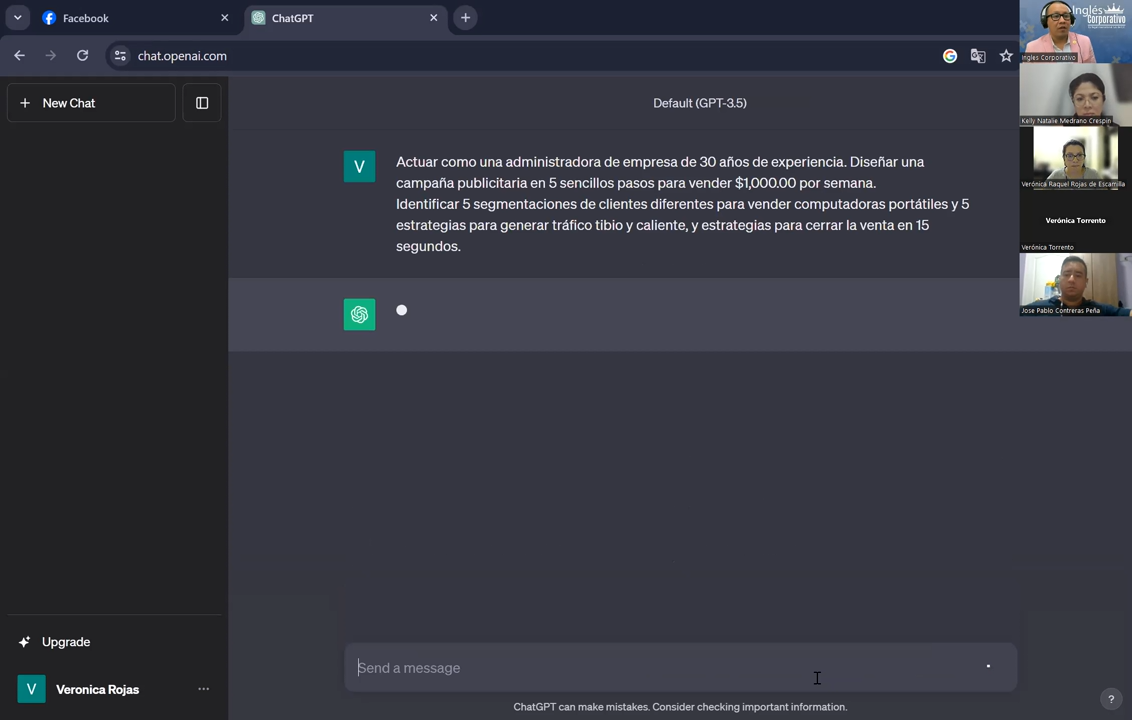 Facebook
ChatGPT
chat.openai.com
New Chat
Default (GPT-3.5)
V
Actuar como una administradora de empresa de 30 años de experiencia. Diseñar una
campaña publicitaria en 5 sencillos pasos para vender $1,000.00 por semana.
Identificar 5 segmentaciones de clientes diferentes para vender computadoras portátiles y 5
estrategias para generar tráfico tibio y caliente, y estrategias para cerrar la venta en 15
segundos.
Inglés
Corporativo
Ingles Corporativo
Kelly Natalie Medrano Crespin
Verónica Raquel Rojas de Escamilla
Verónica Torrento
Verónica Torrento
Jose Pablo Contreras Peña
Upgrade
V
Veronica Rojas
Send a message
ChatGPT can make mistakes. Consider checking important information.
?